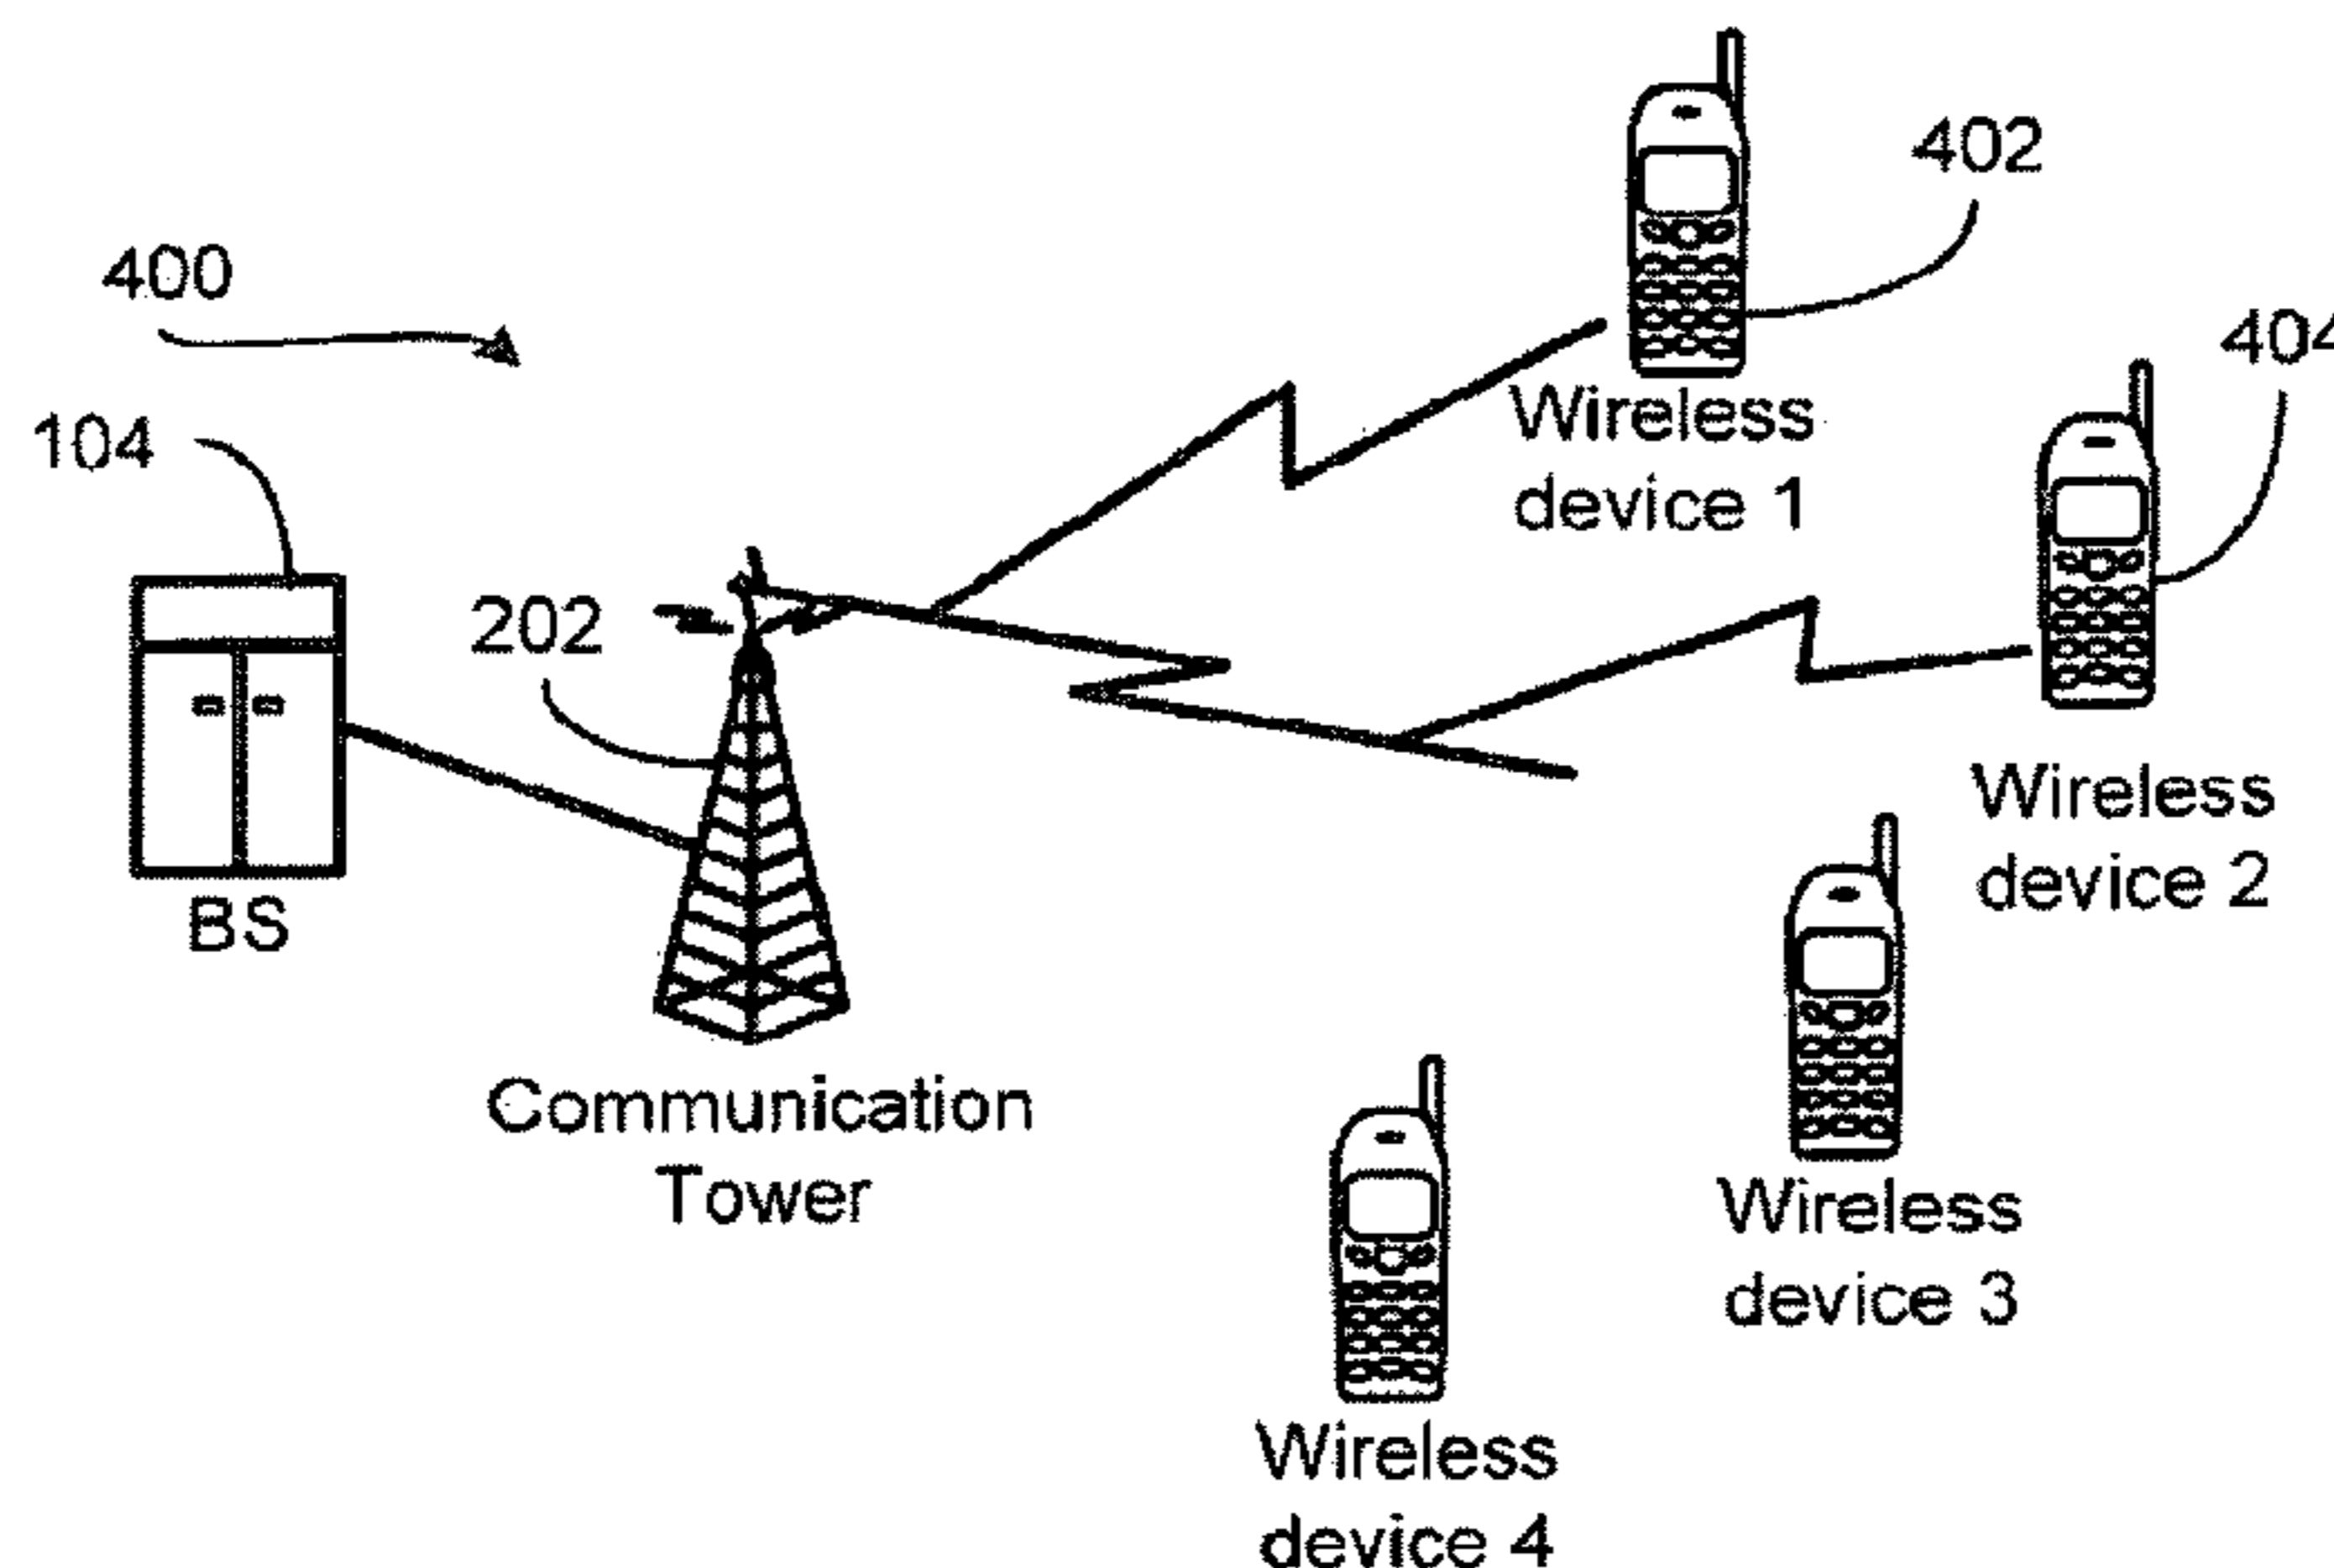 402
400
404
104
Wireless
device 1
202
Wireless
device 2
BS
Communication
Tower
Wireless
device 3
Wireless
device 4